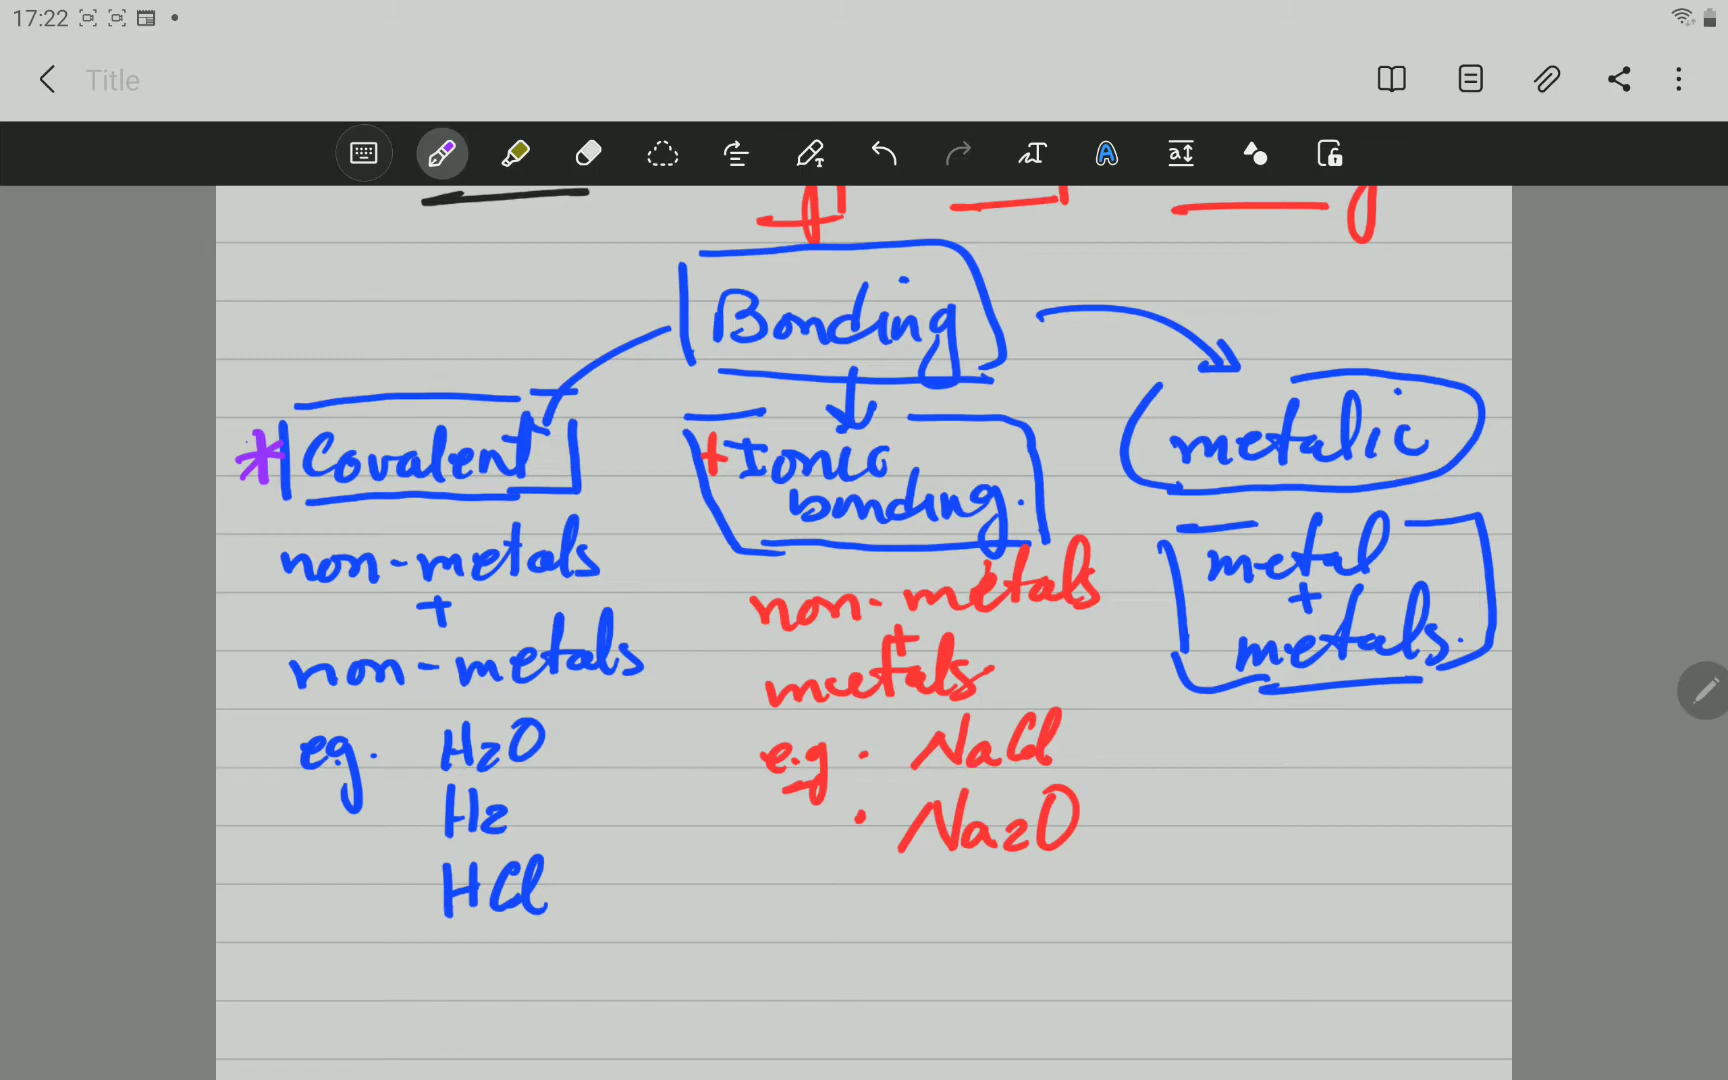 17:22
Title
Bonding
* Covalent
non-metals
+
non-metals
eg. H2O
H2
HCl
+ Ionic
bonding.
non-metals
+
metals
e.g. NaCl
Na2O
metalic
metal
+
metals.